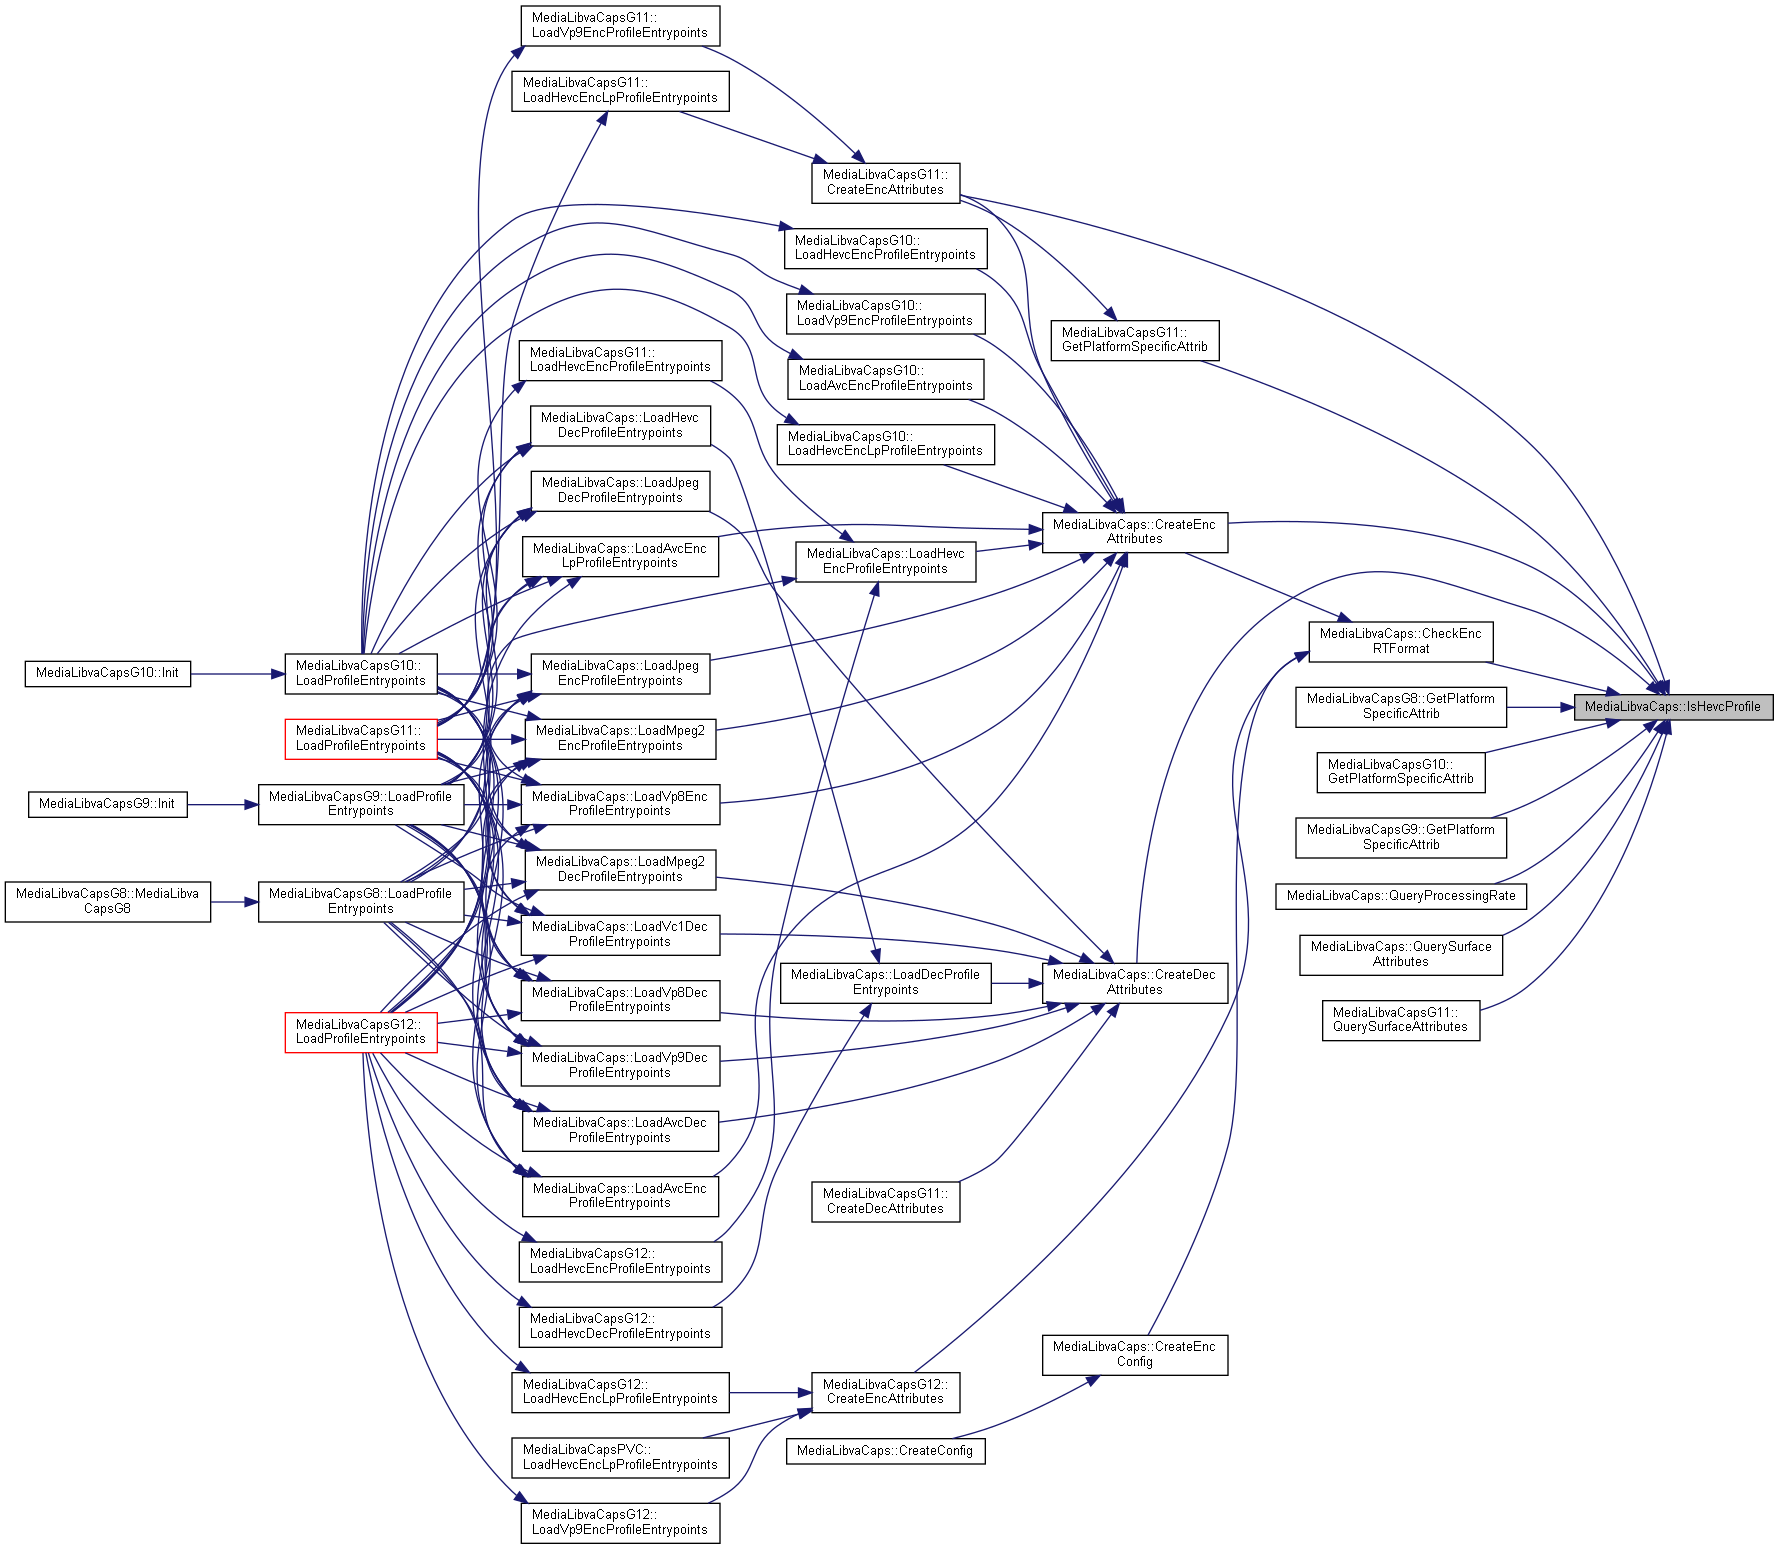 MediaLibvaCapsG11::
LoadVp9EncProfileEntrypoints
MediaLibvaCapsG11::
LoadHevcEncLpProfileEntrypoints
MediaLibvaCapsG11::
CreateEncAttributes
MediaLibvaCapsG10::
LoadHevcEncProfileEntrypoints
MediaLibvaCapsG10::
LoadVp9EncProfileEntrypoints
MediaLibvaCapsG11::
GetPlatformSpecificAttrib
MediaLibvaCapsG11::
LoadHevcEncProfileEntrypoints
MediaLibvaCapsG10::
LoadAvcEncProfileEntrypoints
MediaLibvaCaps::LoadHevc
DecProfileEntrypoints
MediaLibvaCapsG10::
LoadHevcEncLpProfileEntrypoints
MediaLibvaCaps::LoadJpeg
DecProfileEntrypoints
MediaLibvaCaps::CreateEnc
Attributes
MediaLibvaCaps::LoadAvcEnc
LpProfileEntrypoints
MediaLibvaCaps::LoadHevc
EncProfileEntrypoints
MediaLibvaCaps::CheckEnc
RTFormat
MediaLibvaCapsG10::Init
MediaLibvaCapsG10::
LoadProfileEntrypoints
MediaLibvaCaps::LoadJpeg
EncProfileEntrypoints
MediaLibvaCapsG8::GetPlatform
SpecificAttrib
MediaLibvaCaps::IsHevcProfile
MediaLibvaCapsG11::
LoadProfileEntrypoints
MediaLibvaCaps::LoadMpeg2
EncProfileEntrypoints
MediaLibvaCapsG10::
GetPlatformSpecificAttrib
MediaLibvaCapsG9::Init
MediaLibvaCapsG9::LoadProfile
Entrypoints
MediaLibvaCaps::LoadVp8Enc
ProfileEntrypoints
MediaLibvaCapsG9::GetPlatform
SpecificAttrib
MediaLibvaCaps::LoadMpeg2
DecProfileEntrypoints
MediaLibvaCapsG8::MediaLibva
CapsG8
MediaLibvaCapsG8::LoadProfile
Entrypoints
MediaLibvaCaps::QueryProcessingRate
MediaLibvaCaps::LoadVc1Dec
ProfileEntrypoints
MediaLibvaCaps::QuerySurface
Attributes
MediaLibvaCaps::LoadDecProfile
Entrypoints
MediaLibvaCaps::CreateDec
Attributes
MediaLibvaCaps::LoadVp8Dec
ProfileEntrypoints
MediaLibvaCapsG11::
QuerySurfaceAttributes
MediaLibvaCapsG12::
LoadProfileEntrypoints
MediaLibvaCaps::LoadVp9Dec
ProfileEntrypoints
MediaLibvaCaps::LoadAvcDec
ProfileEntrypoints
MediaLibvaCaps::LoadAvcEnc
ProfileEntrypoints
MediaLibvaCapsG11::
CreateDecAttributes
MediaLibvaCapsG12::
LoadHevcEncProfileEntrypoints
MediaLibvaCapsG12::
LoadHevcDecProfileEntrypoints
MediaLibvaCaps::CreateEnc
Config
MediaLibvaCapsG12::
LoadHevcEncLpProfileEntrypoints
MediaLibvaCapsG12::
CreateEncAttributes
MediaLibvaCapsPVC::
LoadHevcEncLpProfileEntrypoints
MediaLibvaCaps::CreateConfig
MediaLibvaCapsG12::
LoadVp9EncProfileEntrypoints